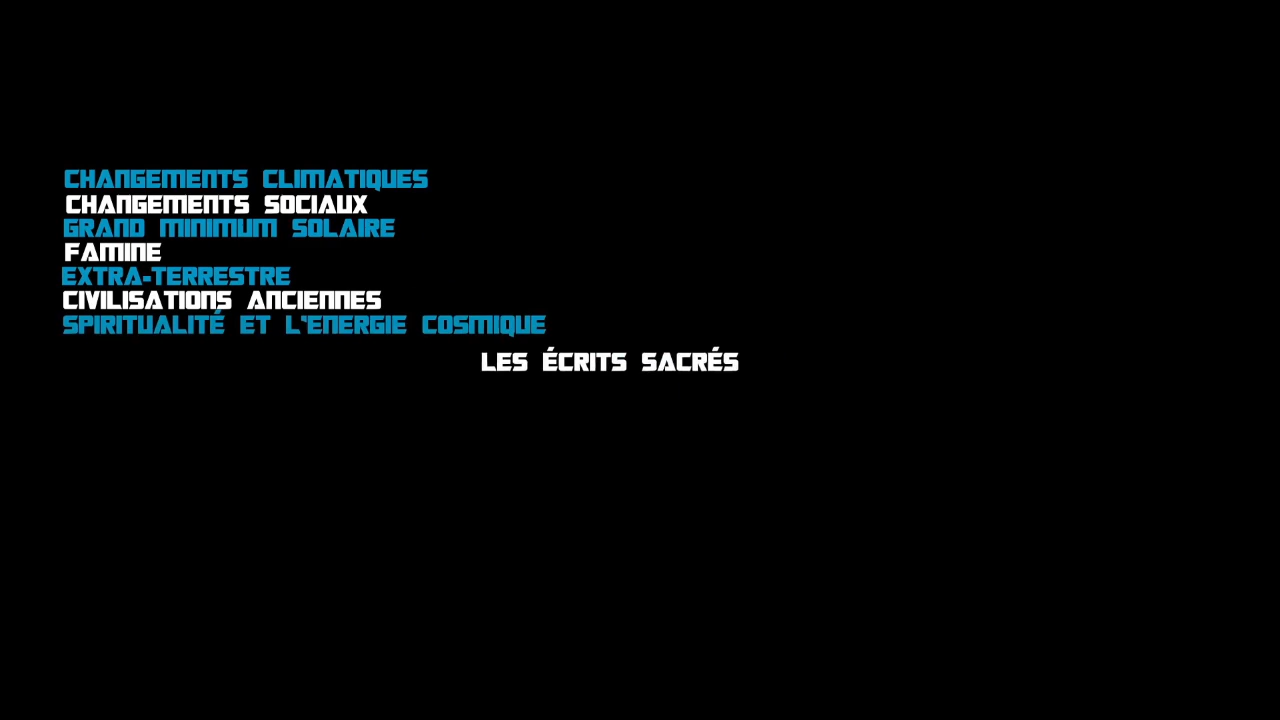 CHANGEMENTS CLIMATIQUES
CHANGEMENTS SOCIAUX
GRAND MINIMUM SOLAIRE
FAMINE
EXTRA-TERRESTRE
CIVILISATIONS ANCIENNES
SPIRITUALITÉ ET L'ENERGIE COSMIQUE
LES ÉCRITS SACRÉS